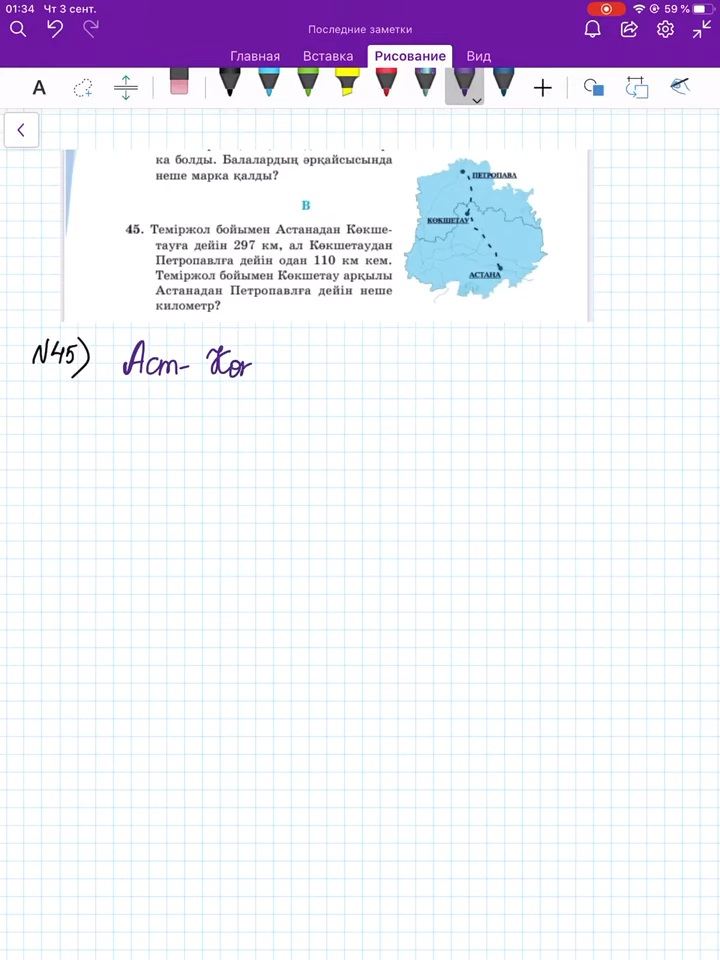 01:34 Чт 3 сент.
59 %
Последние заметки
Главная Вставка Рисование Вид
A
ка болды. Балалардың әрқайсысында
неше марка қалды?
В
45. Теміржол бойымен Астанадан Көкше-
тауға дейін 297 км, ал Көкшетаудан
Петропавлға дейін одан 110 км кем.
Теміржол бойымен Көкшетау арқылы
Астанадан Петропавлға дейін неше
километр?
ПЕТРОПАВЛ
КӨКШЕТАУ
АСТАНА
N45) Аст- Көк